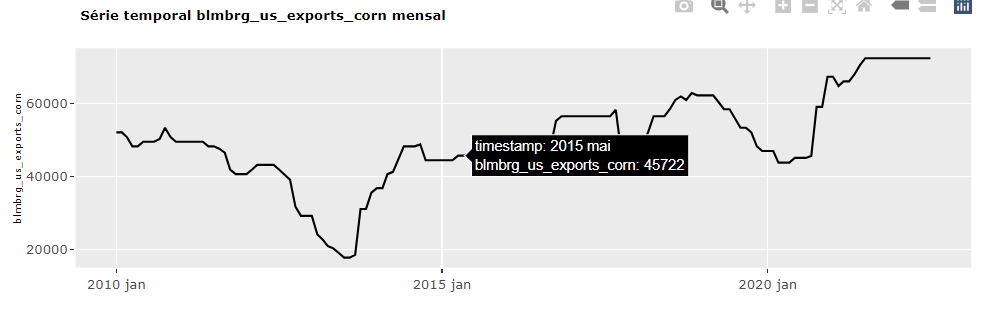 Série temporal blmbrg_us_exports_corn mensal
blmbrg_us_exports_corn
60000
40000
20000
timestamp: 2015 mai
blmbrg_us_exports_corn: 45722
2010 jan
2015 jan
2020 jan